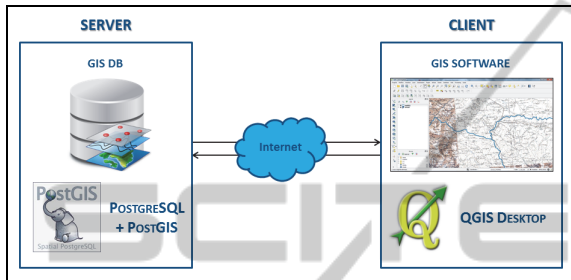 SERVER
GIS DB
PostGIS
Spatial PostgreSQL
POSTGRESQL
+ POSTGIS
Internet
CLIENT
GIS SOFTWARE
QGIS DESKTOP